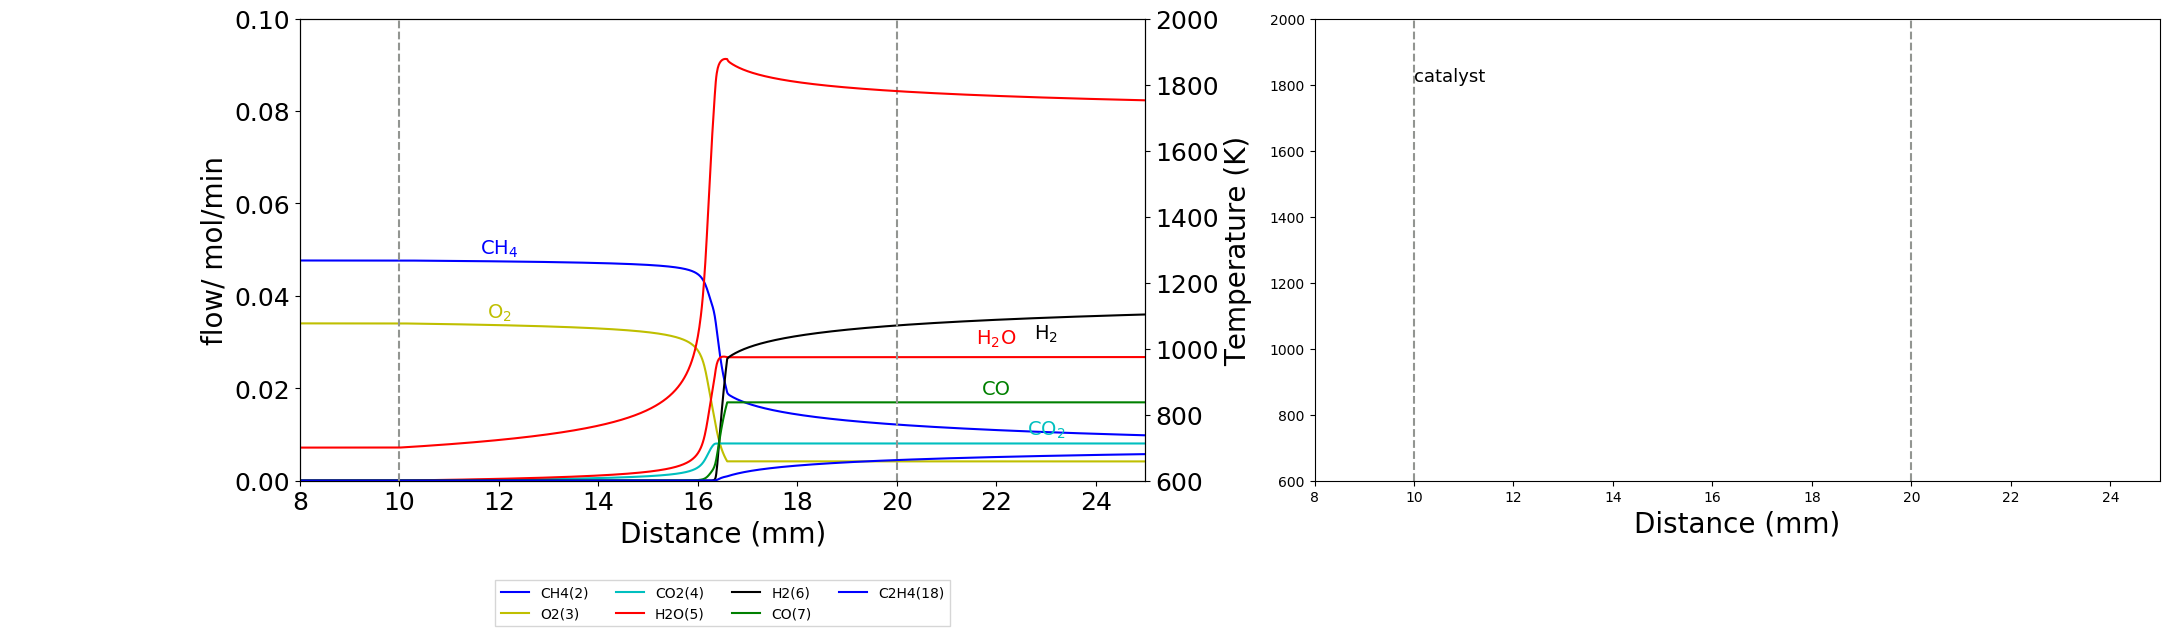 0.10
0.08
0.06
0.04
0.02
0.00
flow/ mol/min
8 10 12 14 16 18 20 22 24
Distance (mm)
2000
1800
1600
1400
1200
1000
800
600
Temperature (K)
CH₄
O₂
H₂O
H₂
CO
CO₂
CH4(2) CO2(4) H2(6) C2H4(18)
O2(3) H2O(5) CO(7)
2000
1800
1600
1400
1200
1000
800
600
catalyst
8 10 12 14 16 18 20 22 24
Distance (mm)